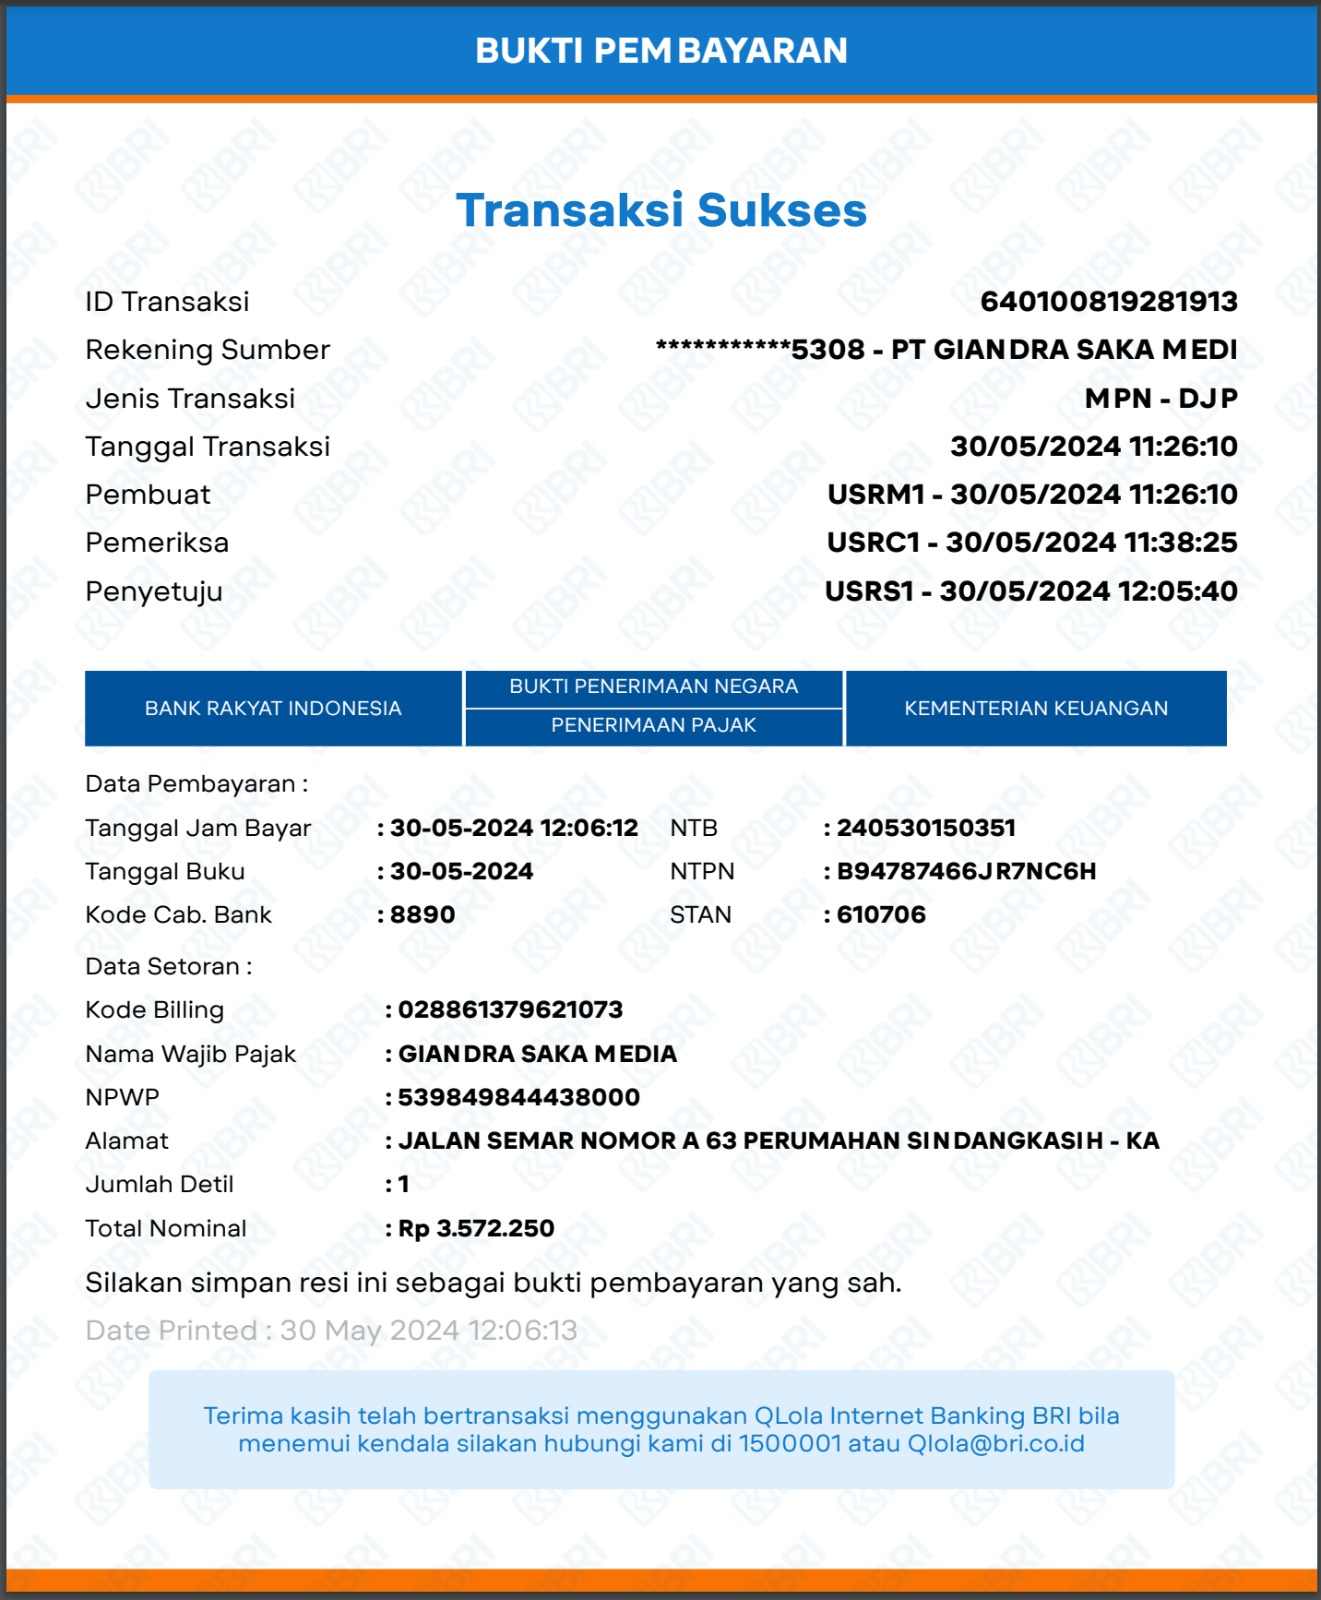 BUKTI PEMBAYARAN
Transaksi Sukses
ID Transaksi 640100819281913
Rekening Sumber ***********5308 - PT GIANDRA SAKA MEDI
Jenis Transaksi MPN - DJP
Tanggal Transaksi 30/05/2024 11:26:10
Pembuat USRM1 - 30/05/2024 11:26:10
Pemeriksa USRC1 - 30/05/2024 11:38:25
Penyetuju USRS1 - 30/05/2024 12:05:40
BANK RAKYAT INDONESIA
BUKTI PENERIMAAN NEGARA
PENERIMAAN PAJAK
KEMENTERIAN KEUANGAN
Data Pembayaran :
Tanggal Jam Bayar : 30-05-2024 12:06:12 NTB : 240530150351
Tanggal Buku : 30-05-2024 NTPN : B94787466JR7NC6H
Kode Cab. Bank : 8890 STAN : 610706
Data Setoran :
Kode Billing : 028861379621073
Nama Wajib Pajak : GIANDRA SAKA MEDIA
NPWP : 539849844438000
Alamat : JALAN SEMAR NOMOR A 63 PERUMAHAN SINDANGKASIH - KA
Jumlah Detil : 1
Total Nominal : Rp 3.572.250
Silakan simpan resi ini sebagai bukti pembayaran yang sah.
Date Printed : 30 May 2024 12:06:13
Terima kasih telah bertransaksi menggunakan QLola Internet Banking BRI bila
menemui kendala silakan hubungi kami di 1500001 atau Qlola@bri.co.id